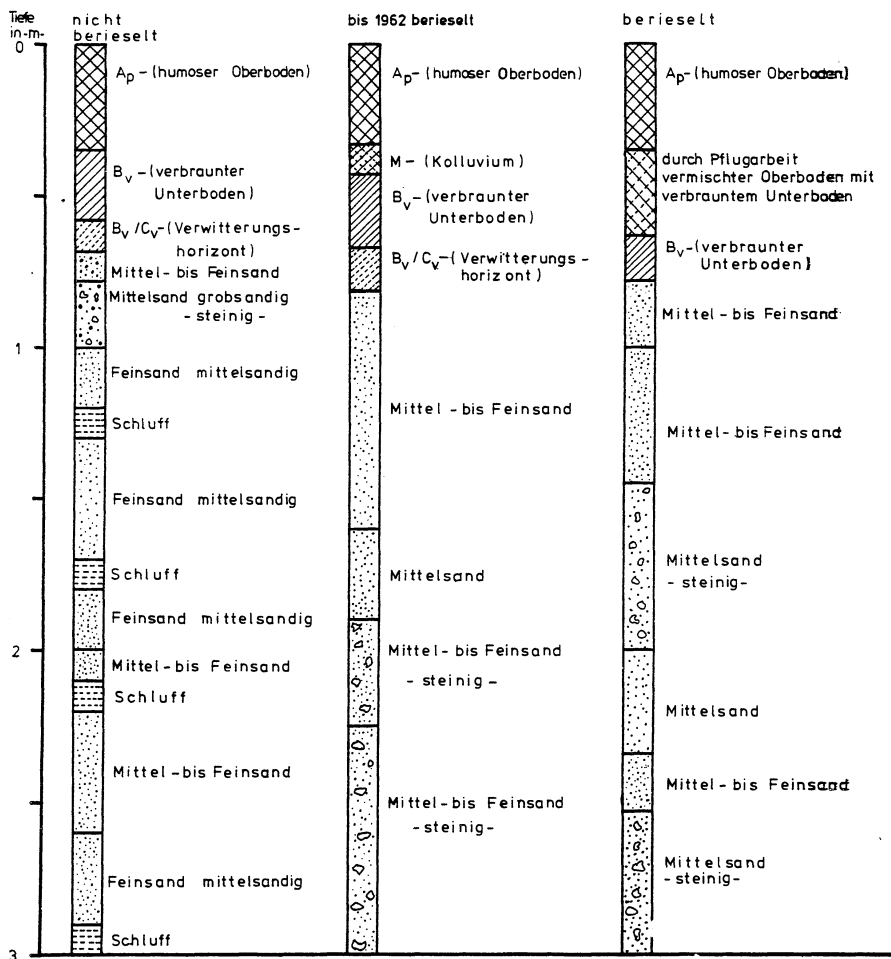 Tiefe
in -m-
0
1
2
3
nicht
berieselt
Ap – (humoser Oberboden)
Bv – (verbraunter
Unterboden)
Bv / Cv – (Verwitterungs-
horizont)
Mittel - bis Feinsand
Mittelsand grobsandig
- steinig -
Feinsand mittelsandig
Schluff
Feinsand mittelsandig
Schluff
Feinsand mittelsandig
Mittel - bis Feinsand
Schluff
Mittel - bis Feinsand
Feinsand mittelsandig
Schluff
bis 1962 berieselt
Ap – (humoser Oberboden)
M – (Kolluvium)
Bv – (verbraunter
Unterboden)
Bv / Cv – (Verwitterungs -
horizont)
Mittel - bis Feinsand
Mittelsand
Mittel - bis Feinsand
- steinig -
Mittel - bis Feinsand
- steinig -
berieselt
Ap – (humoser Oberboden)
durch Pflugarbeit
vermischter Oberboden mit
verbrauntem Unterboden
Bv – (verbraunter
Unterboden)
Mittel - bis Feinsand
Mittel - bis Feinsand
Mittelsand
- steinig -
Mittelsand
Mittel - bis Feinsand
Mittelsand
- steinig -